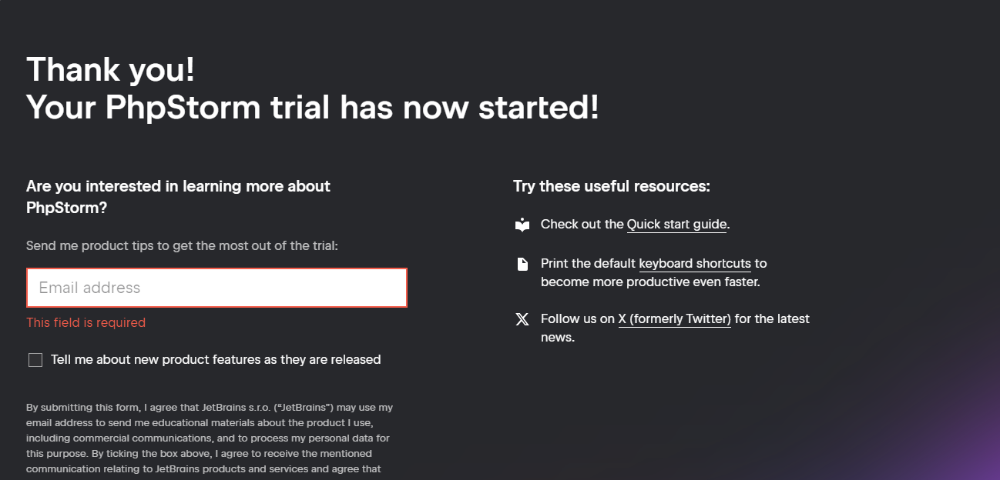 Thank you!
Your PhpStorm trial has now started!
Are you interested in learning more about
PhpStorm?
Send me product tips to get the most out of the trial:
Email address
This field is required
Tell me about new product features as they are released
By submitting this form, I agree that JetBrains s.r.o. (“JetBrains”) may use my
email address to send me educational materials about the product I use,
including commercial communications, and to process my personal data for
this purpose. By ticking the box above, I agree to receive the mentioned
communication relating to JetBrains products and services and agree that
Try these useful resources:
Check out the Quick start guide.
Print the default keyboard shortcuts to
become more productive even faster.
Follow us on X (formerly Twitter) for the latest
news.